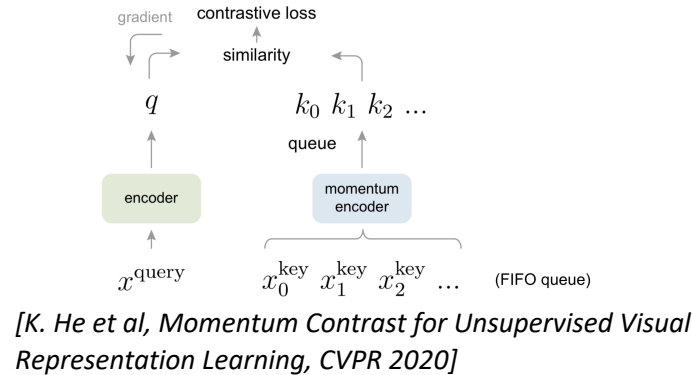 gradient contrastive loss
similarity
q k₀ k₁ k₂ ...
queue
encoder momentum encoder
x^query x₀^key x₁^key x₂^key ... (FIFO queue)
[K. He et al, Momentum Contrast for Unsupervised Visual
Representation Learning, CVPR 2020]